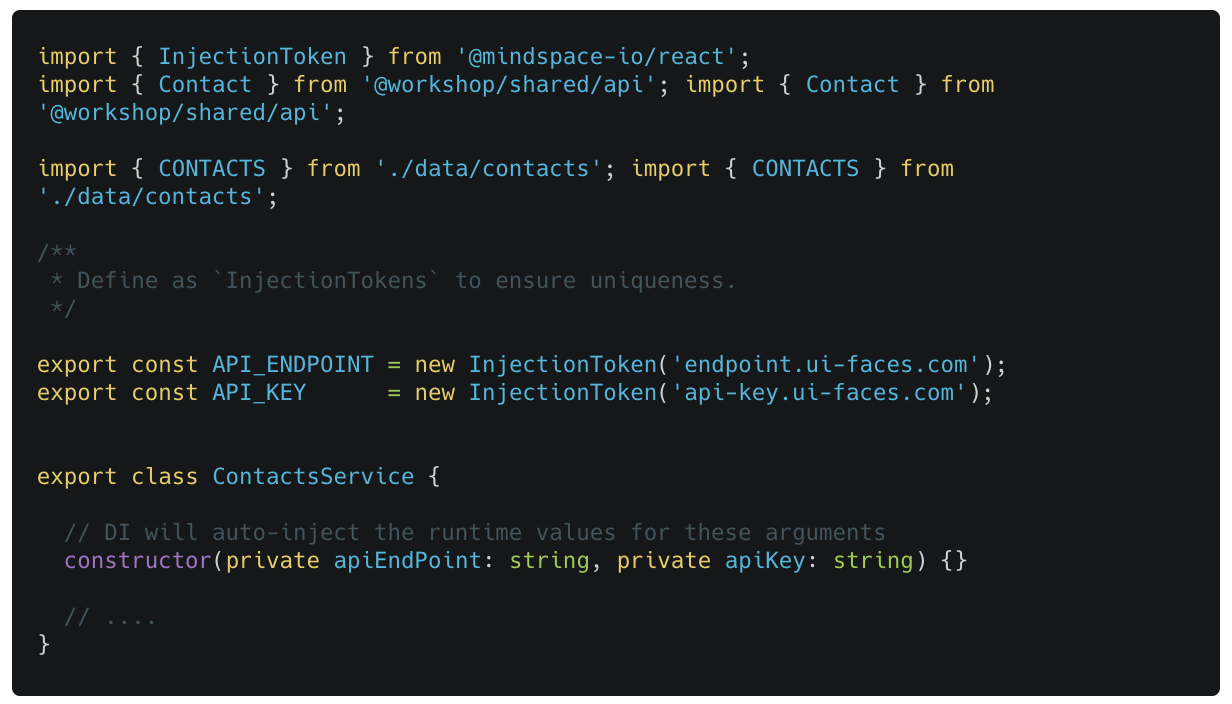 import { InjectionToken } from '@mindspace-io/react';
import { Contact } from '@workshop/shared/api'; import { Contact } from
'@workshop/shared/api';

import { CONTACTS } from './data/contacts'; import { CONTACTS } from
'./data/contacts';

/**
 * Define as `InjectionTokens` to ensure uniqueness.
 */

export const API_ENDPOINT = new InjectionToken('endpoint.ui-faces.com');
export const API_KEY      = new InjectionToken('api-key.ui-faces.com');


export class ContactsService {

  // DI will auto-inject the runtime values for these arguments
  constructor(private apiEndPoint: string, private apiKey: string) {}

  // ....
}